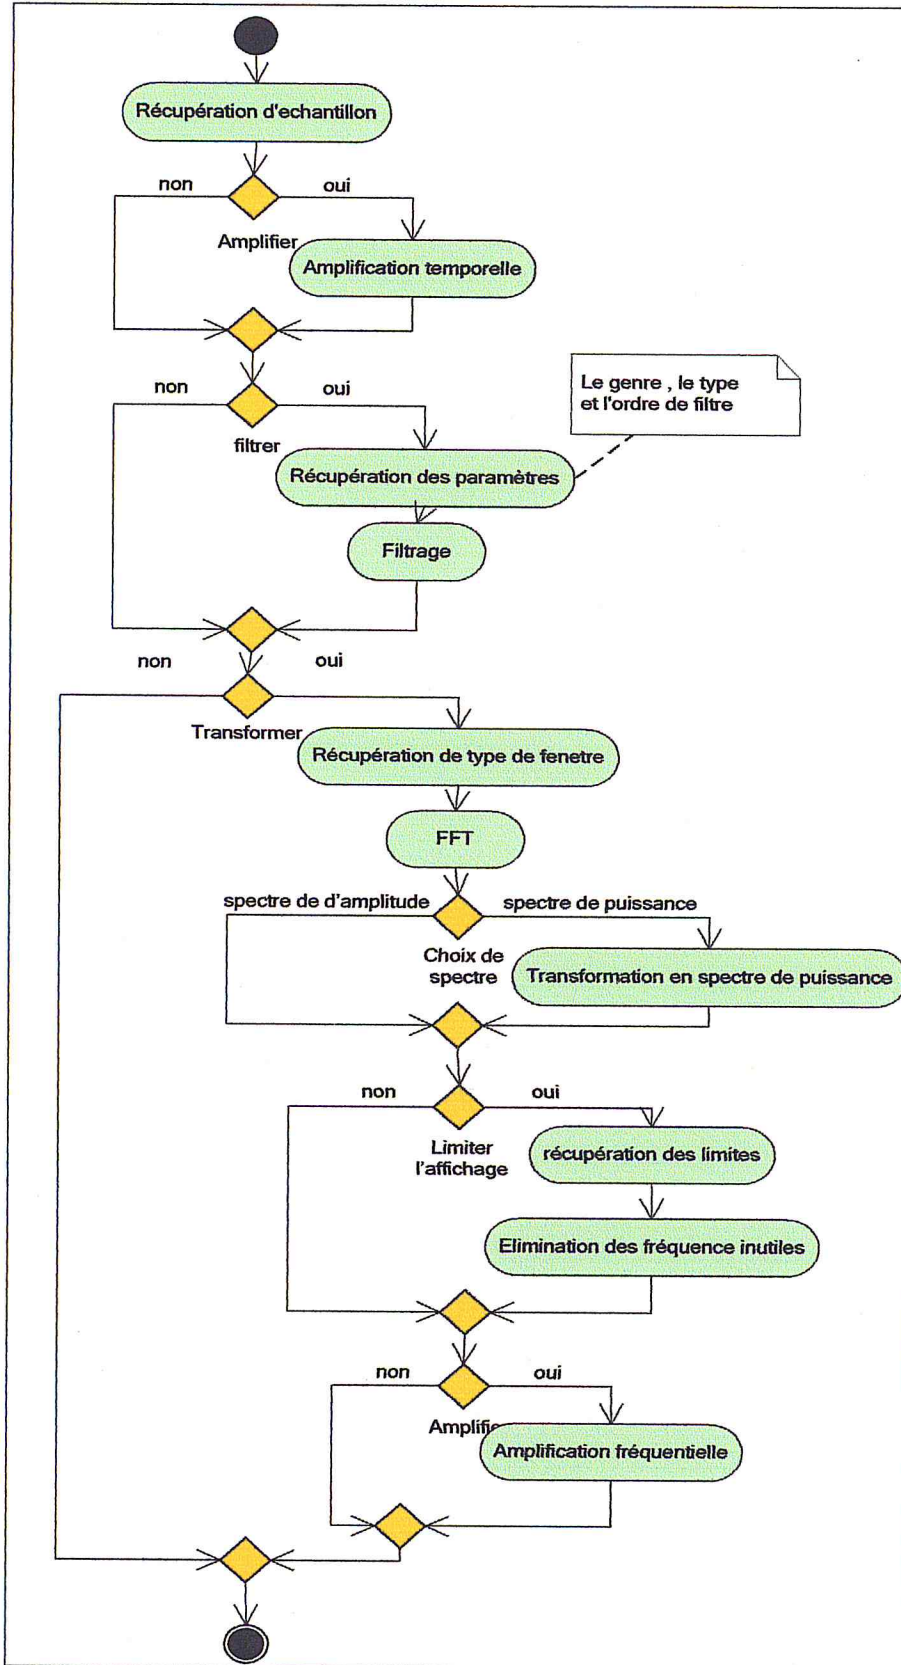 Récupération d'echantillon
non
oui
Amplifier
Amplification temporelle
non
oui
Le genre , le type
et l'ordre de filtre
filtrer
Récupération des paramètres
Filtrage
non
oui
Transformer
Récupération de type de fenetre
FFT
spectre de d'amplitude
spectre de puissance
Choix de
spectre
Transformation en spectre de puissance
non
oui
Limiter
l'affichage
récupération des limites
Elimination des fréquence inutiles
non
oui
Amplifie
Amplification fréquentielle